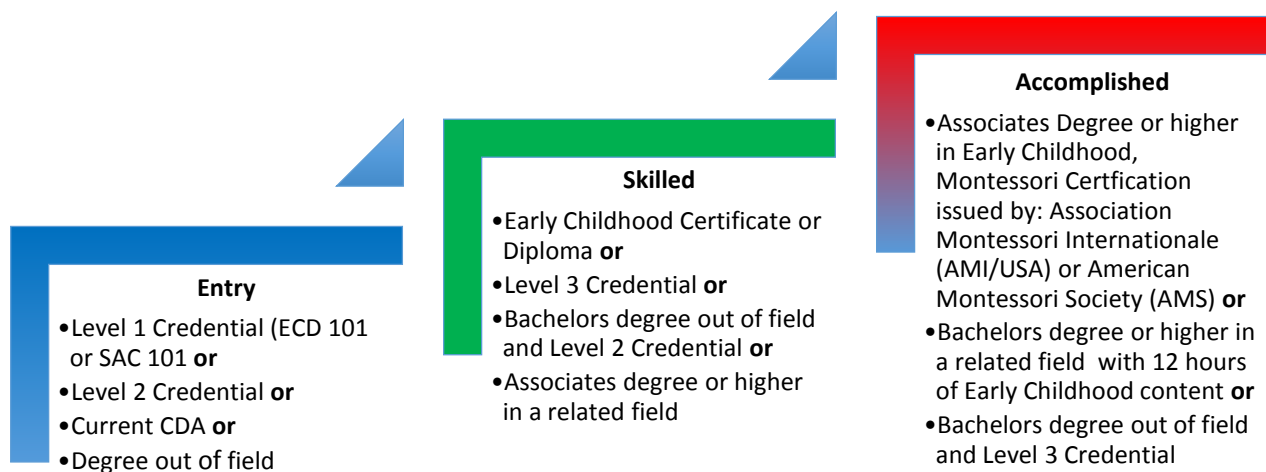 Entry
•Level 1 Credential (ECD 101
or SAC 101 or
•Level 2 Credential or
•Current CDA or
•Degree out of field
Skilled
•Early Childhood Certificate or
Diploma or
•Level 3 Credential or
•Bachelors degree out of field
and Level 2 Credential or
•Associates degree or higher
in a related field
Accomplished
•Associates Degree or higher
in Early Childhood,
Montessori Certfication
issued by: Association
Montessori Internationale
(AMI/USA) or American
Montessori Society (AMS) or
•Bachelors degree or higher in
a related field with 12 hours
of Early Childhood content or
•Bachelors degree out of field
and Level 3 Credential